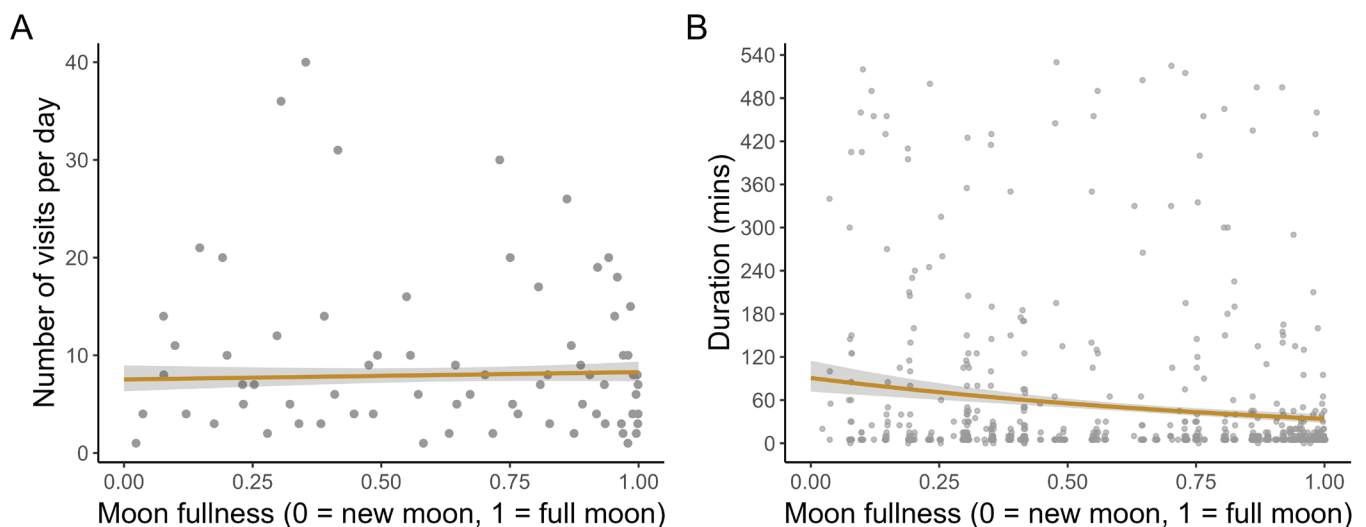 A
Number of visits per day
40
30
20
10
0
0.00 0.25 0.50 0.75 1.00
Moon fullness (0 = new moon, 1 = full moon)
B
Duration (mins)
540
480
420
360
300
240
180
120
60
0
0.00 0.25 0.50 0.75 1.00
Moon fullness (0 = new moon, 1 = full moon)